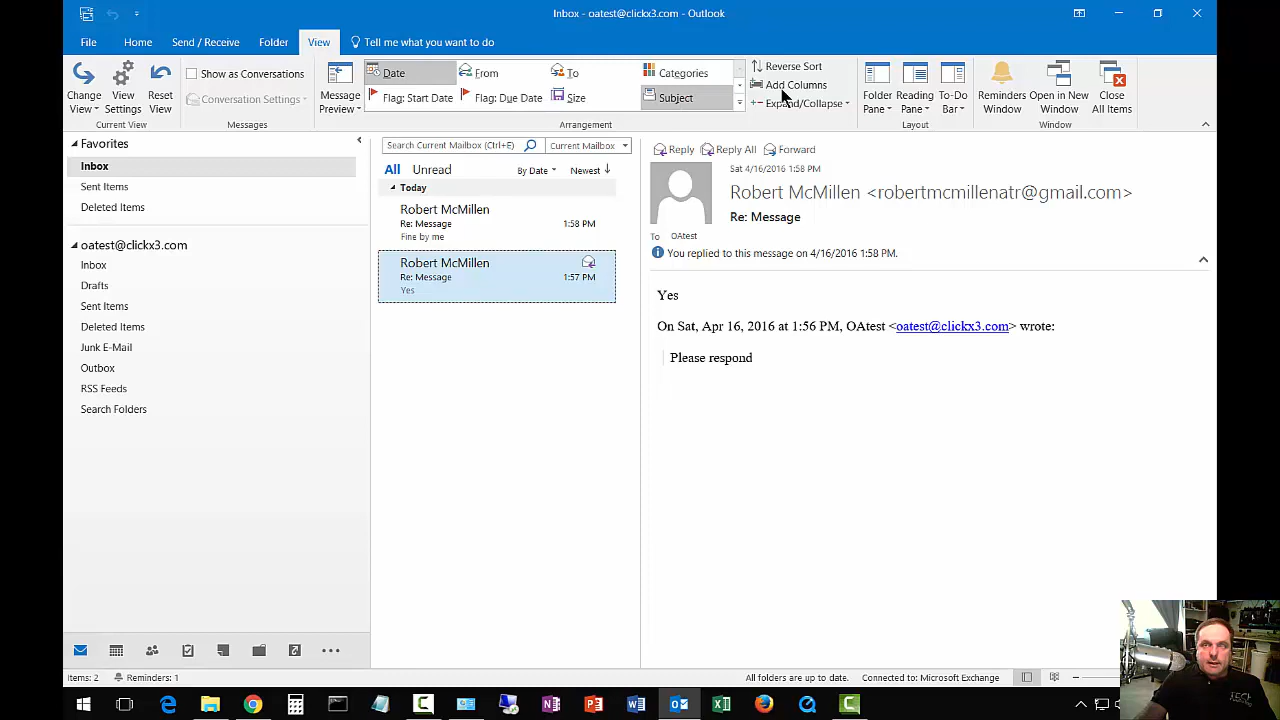 Inbox - oatest@clickx3.com - Outlook
File Home Send / Receive Folder View Tell me what you want to do
Change View
View Settings
Reset View
Current View
Show as Conversations
Conversation Settings
Messages
Message Preview
Date From To Categories
Flag: Start Date Flag: Due Date Size Subject
Reverse Sort
Add Columns
Expand/Collapse
Arrangement
Folder Pane
Reading Pane
To-Do Bar
Layout
Reminders Window
Open in New Window
Close All Items
Window
Favorites
Inbox
Sent Items
Deleted Items
oatest@clickx3.com
Inbox
Drafts
Sent Items
Deleted Items
Junk E-Mail
Outbox
RSS Feeds
Search Folders
Search Current Mailbox (Ctrl+E) Current Mailbox
All Unread By Date Newest
Today
Robert McMillen
Re: Message 1:58 PM
Fine by me
Robert McMillen
Re: Message 1:57 PM
Yes
Reply Reply All Forward
Sat 4/16/2016 1:58 PM
Robert McMillen <robertmcmillenatr@gmail.com>
Re: Message
To OAtest
You replied to this message on 4/16/2016 1:58 PM.
Yes
On Sat, Apr 16, 2016 at 1:56 PM, OAtest <oatest@clickx3.com> wrote:
Please respond
Items: 2 Reminders: 1 All folders are up to date. Connected to: Microsoft Exchange